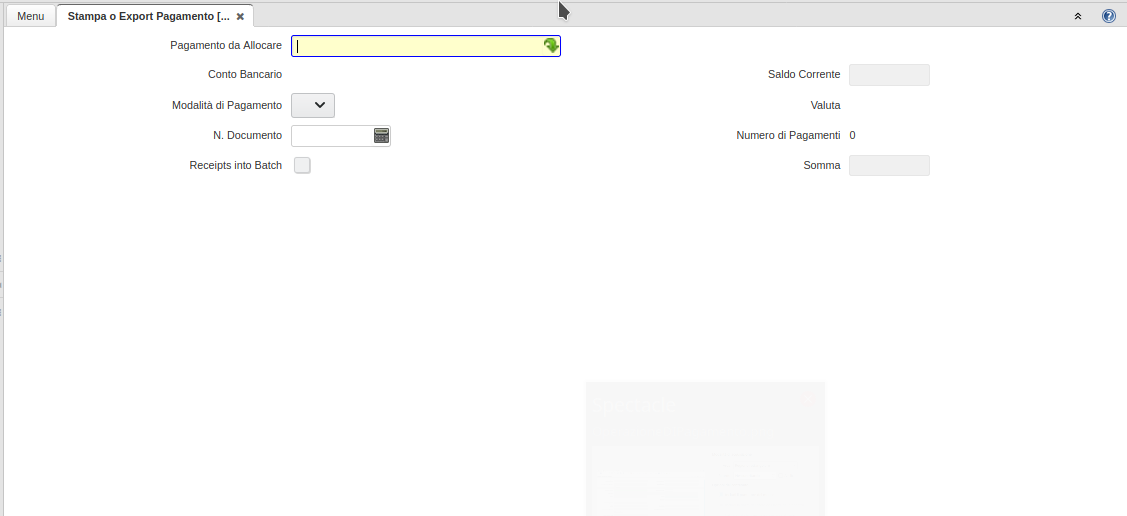 Menu
Stampa o Export Pagamento [...
Pagamento da Allocare
Conto Bancario
Saldo Corrente
Modalità di Pagamento
Valuta
N. Documento
Numero di Pagamenti 0
Receipts into Batch
Somma